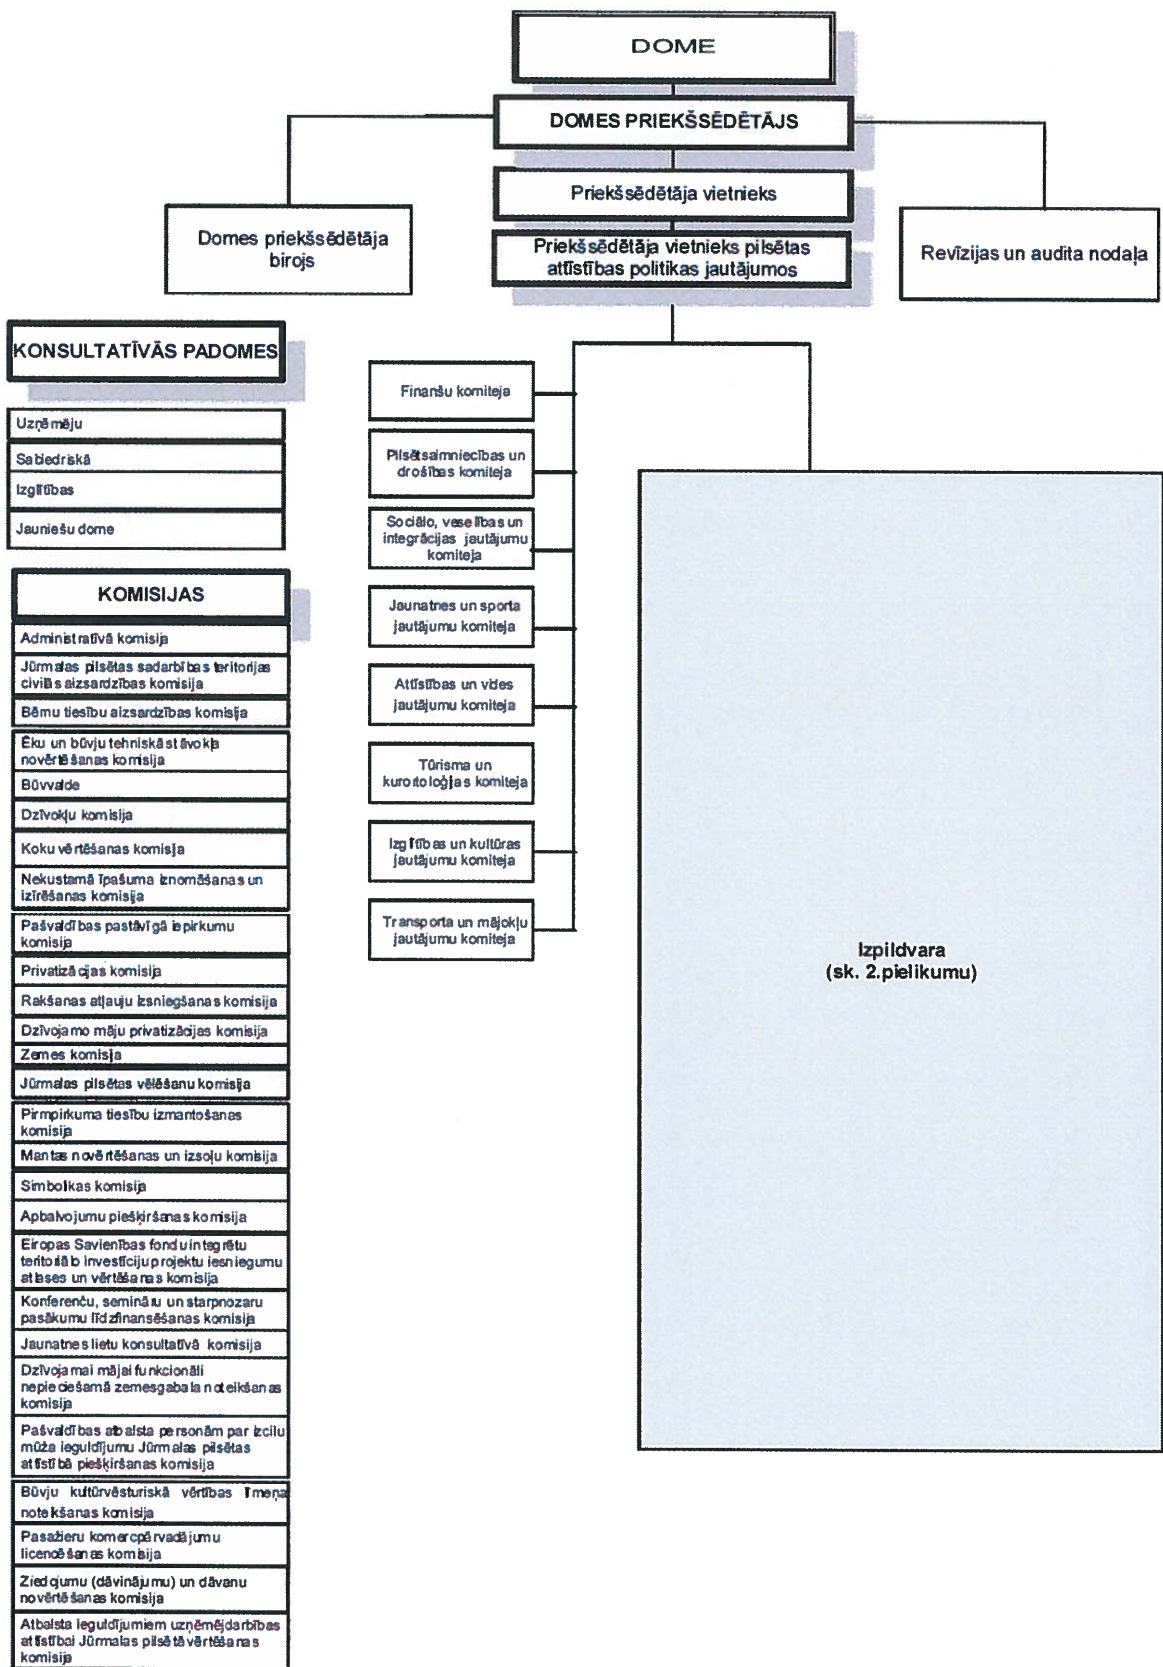 DOME
DOMES PRIEKŠSĒDĒTĀJS
Priekšsēdētāja vietnieks
Priekšsēdētāja vietnieks pilsētas
attīstības politikas jautājumos
Domes priekšsēdētāja
birojs
Revīzijas un audita nodaļa
KONSULTATĪVĀS PADOMES
Uzņēmēju
Sabiedriskā
Izglītības
Jauniešu dome
KOMISIJAS
Administratīvā komisija
Jūrmalas pilsētas sadarbības teritorijas
civilās aizsardzības komisija
Bērnu tiesību aizsardzības komisija
Ēku un būvju tehniskā stāvokļa
novērtēšanas komisija
Būvvalde
Dzīvokļu komisija
Koku vērtēšanas komisja
Nekustamā īpašuma iznomāšanas un
izīrēšanas komisija
Pašvaldības pastāvīgā iepirkumu
komisija
Privatizācijas komisija
Rakšanas atļauju izsniegšanas komisija
Dzīvojamo māju privatizācijas komisija
Zemes komisja
Jūrmalas pilsētas vēlēšanu komisija
Pirmpirkuma tiesību izmantošanas
komisija
Mantas novērtēšanas un izsoļu komisija
Simbolikas komisija
Apbalvojumu piešķiršanas komisija
Eiropas Savienības fondu integrētu
teritoriālo investīciju projektu iesniegumu
atlases un vērtēšanas komisija
Konferenču, semināru un starpnozaru
pasākumu līdzfinansēšanas komisija
Jaunatnes lietu konsultatīvā komisija
Dzīvojamai mājai funkcionāli
nepieciešamā zemesgabala noteikšanas
komisija
Pašvaldības atbalsta personām par izcilu
mūža ieguldījumu Jūrmalas pilsētas
attīstībā piešķiršanas komisija
Būvju kultūrvēsturiskā vērtības līmeņa
noteikšanas komisija
Pasažieru komercpārvadājumu
licencēšanas komisija
Ziedojumu (dāvinājumu) un dāvanu
novērtēšanas komisija
Atbalsta ieguldījumiem uzņēmējdarbības
attīstībai Jūrmalas pilsētā vērtēšanas
komisija
Finanšu komiteja
Pilsētsaimniecības un
drošības komiteja
Sociālo, veselības un
integrācijas jautājumu
komiteja
Jaunatnes un sporta
jautājumu komiteja
Attīstības un vides
jautājumu komiteja
Tūrisma un
kurortoloģijas komiteja
Izglītības un kultūras
jautājumu komiteja
Transporta un mājokļu
jautājumu komiteja
Izpildvara
(sk. 2.pielikumu)